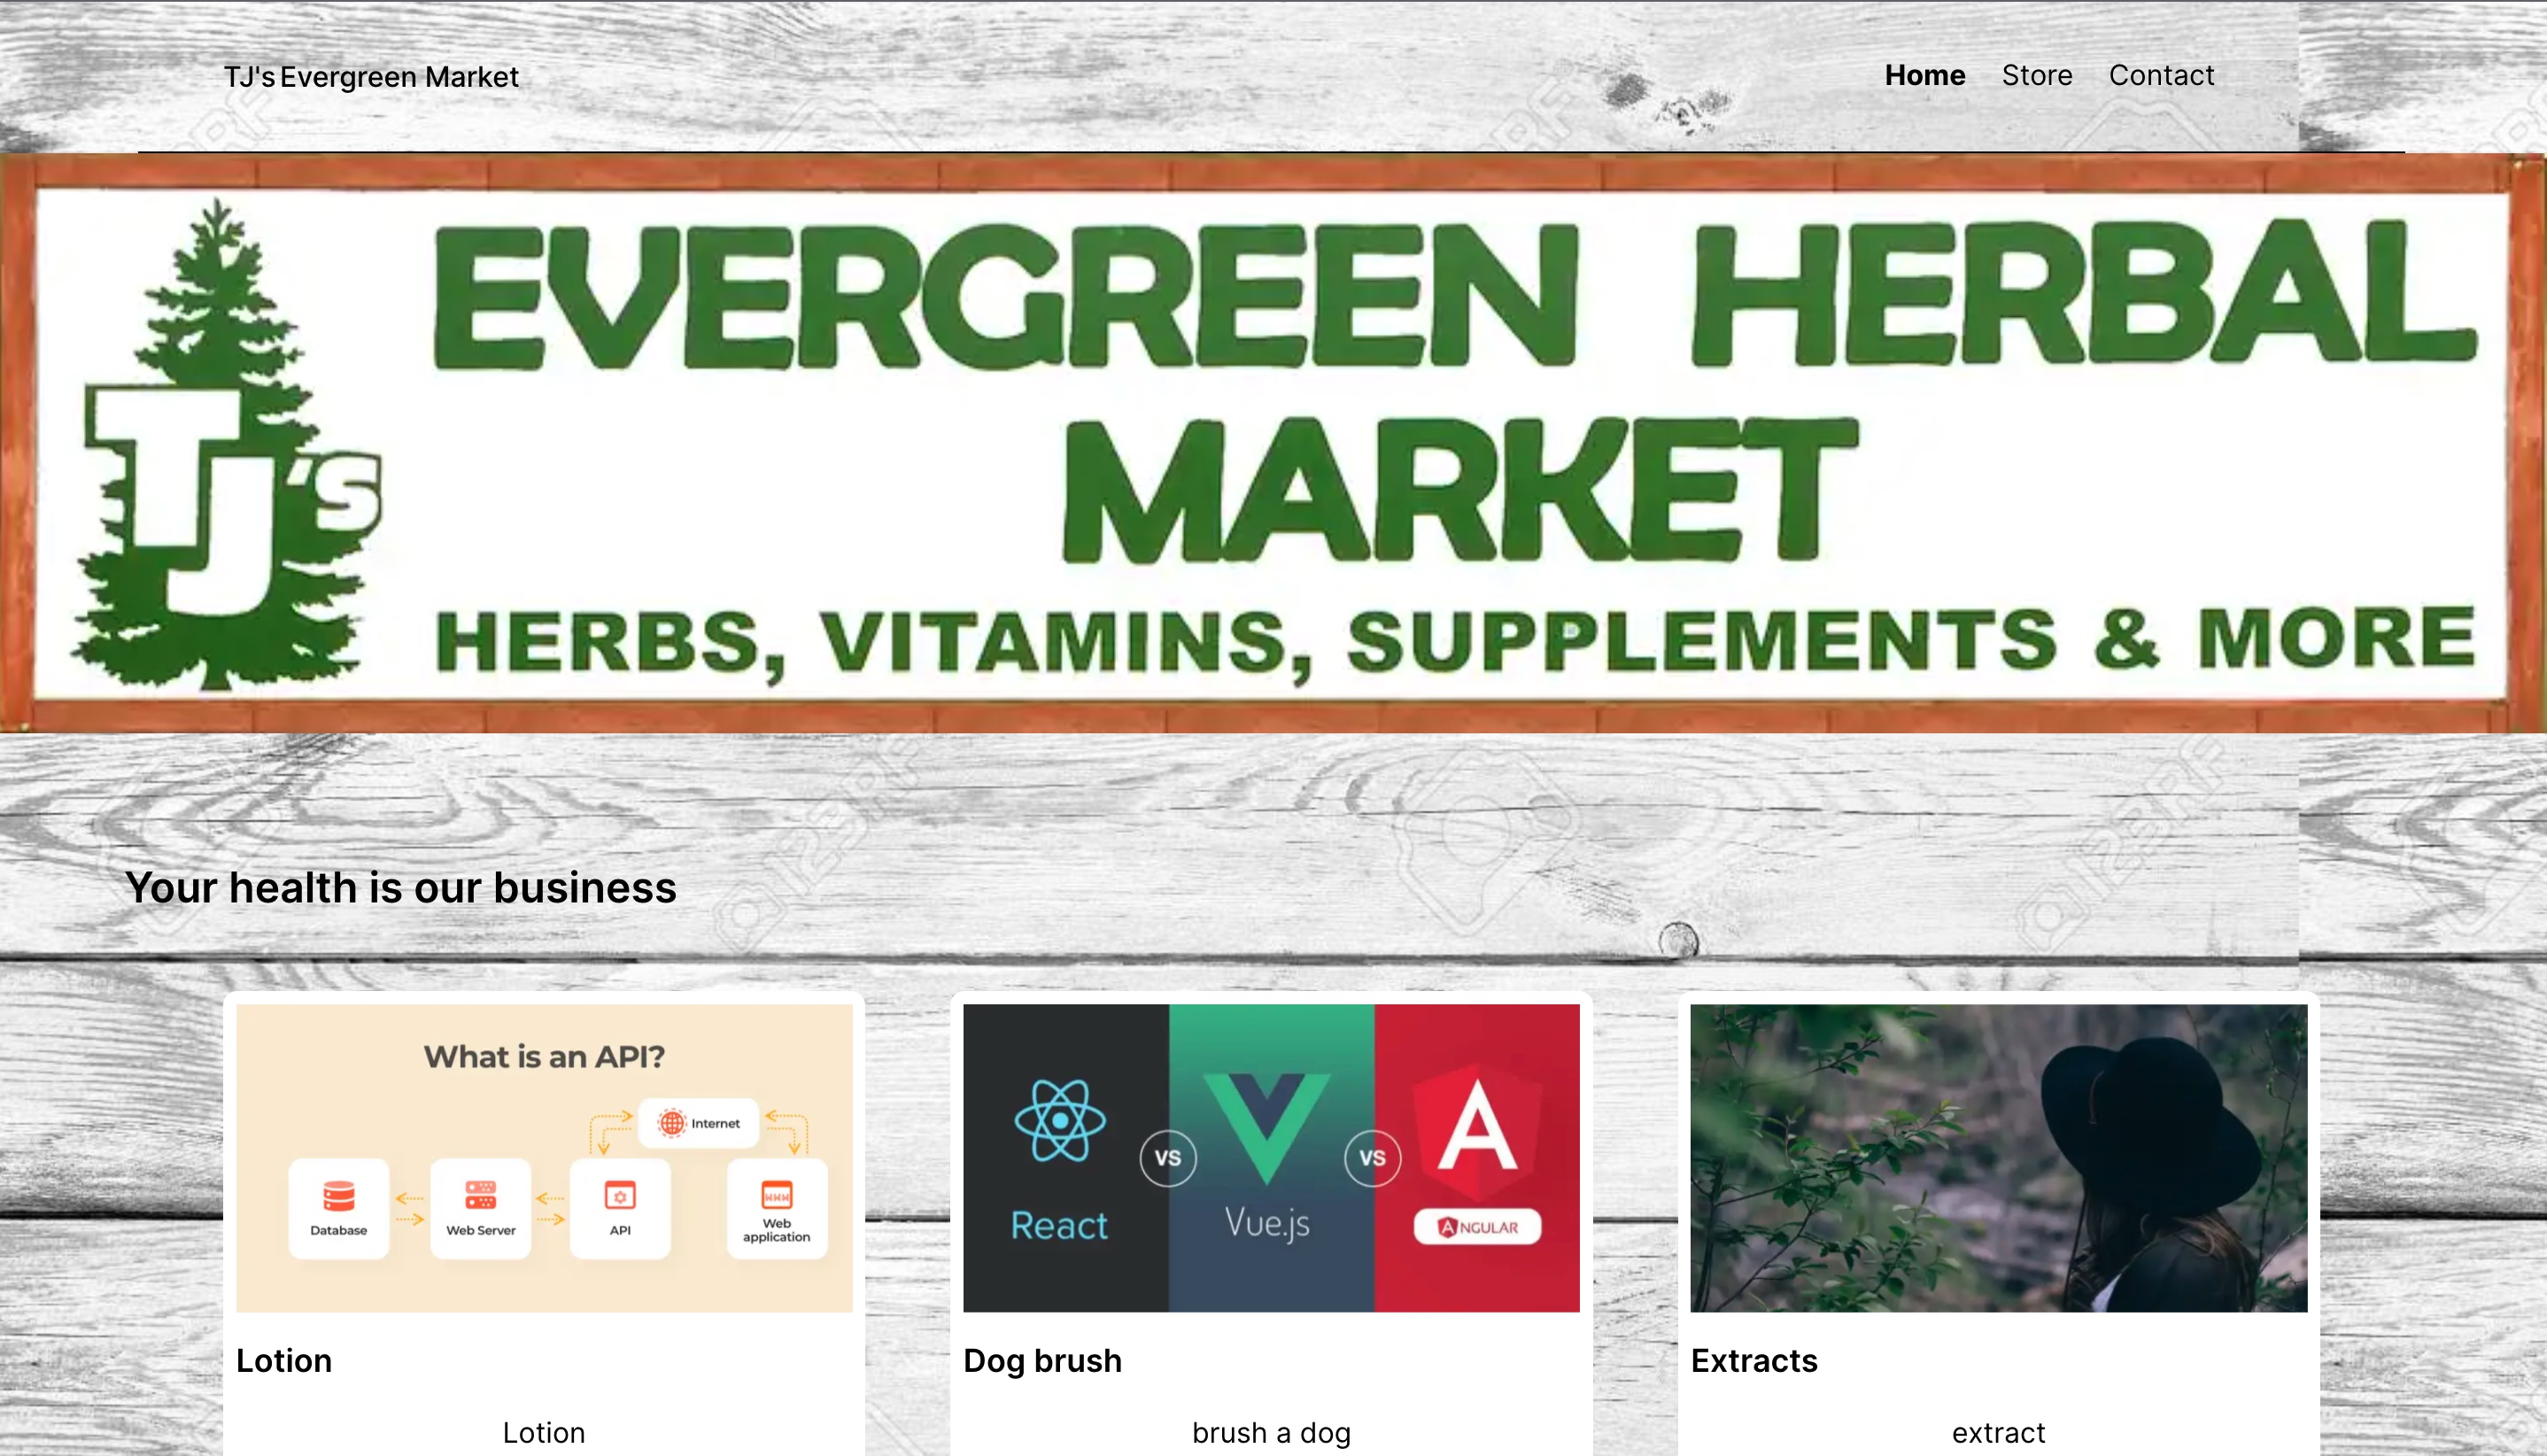 TJ's Evergreen Market
Home Store Contact
EVERGREEN HERBAL
MARKET
TJ's
HERBS, VITAMINS, SUPPLEMENTS & MORE
123RF
123RF
Your health is our business
What is an API?
Internet
Database
Web Server
API
Web
application
React
VS
Vue.js
VS
ANGULAR
Lotion
Dog brush
Extracts
Lotion
brush a dog
extract